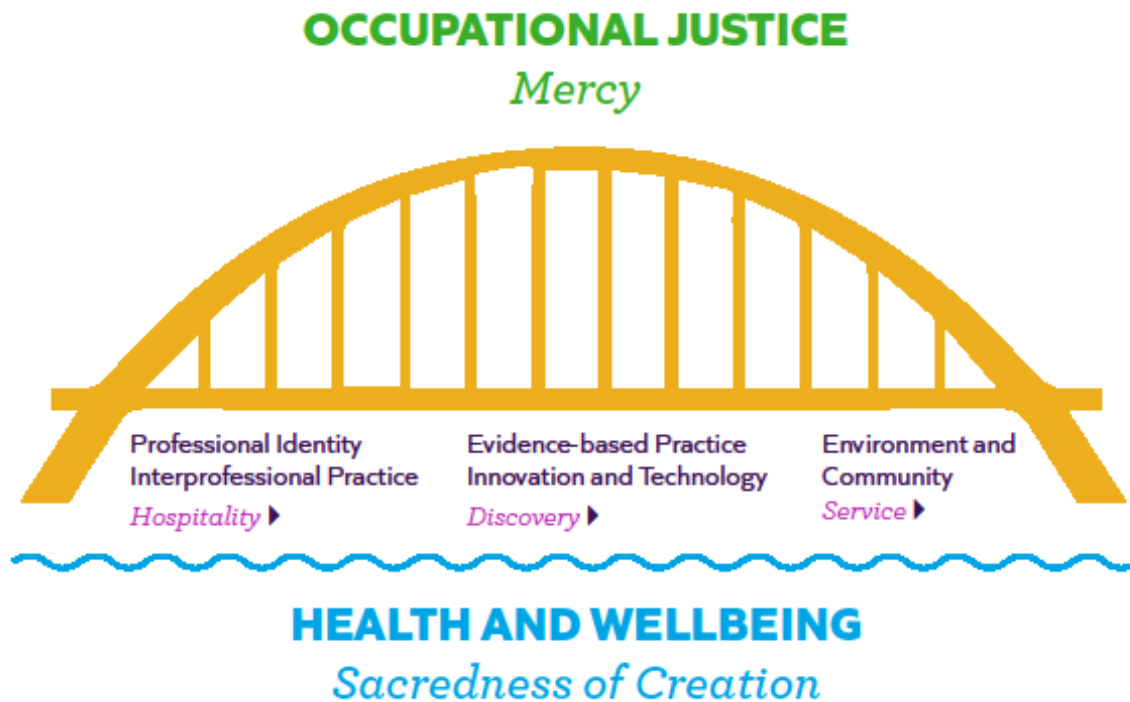 OCCUPATIONAL JUSTICE
Mercy
Professional Identity
Interprofessional Practice
Hospitality
Evidence-based Practice
Innovation and Technology
Discovery
Environment and
Community
Service
HEALTH AND WELLBEING
Sacredness of Creation